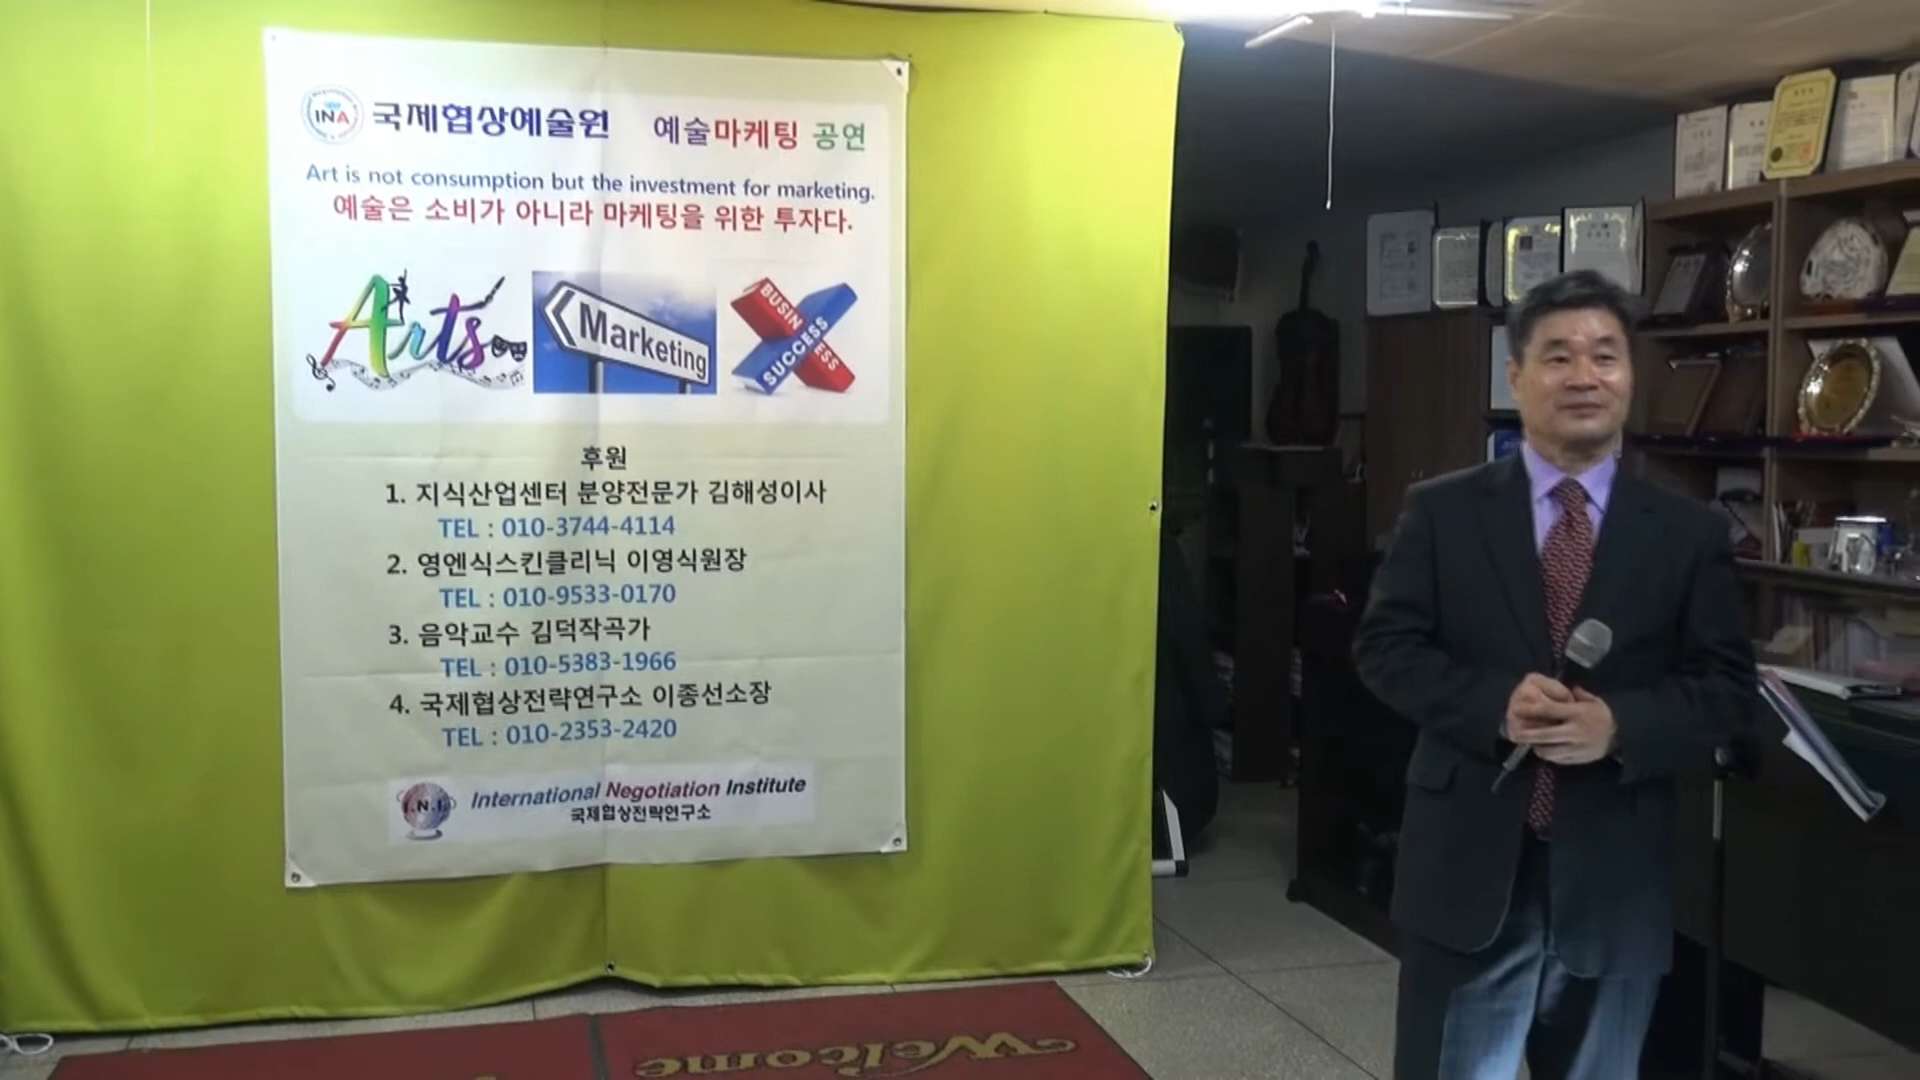 INA 국제협상예술원 예술마케팅 공연
Art is not consumption but the investment for marketing.
예술은 소비가 아니라 마케팅을 위한 투자다.
Arts
Marketing
BUSINESS
SUCCESS
후원
1. 지식산업센터 분양전문가 김해성이사
TEL : 010-3744-4114
2. 영엔식스킨클리닉 이영식원장
TEL : 010-9533-0170
3. 음악교수 김덕작곡가
TEL : 010-5383-1966
4. 국제협상전략연구소 이종선소장
TEL : 010-2353-2420
I.N.I. International Negotiation Institute
국제협상전략연구소
Welcome